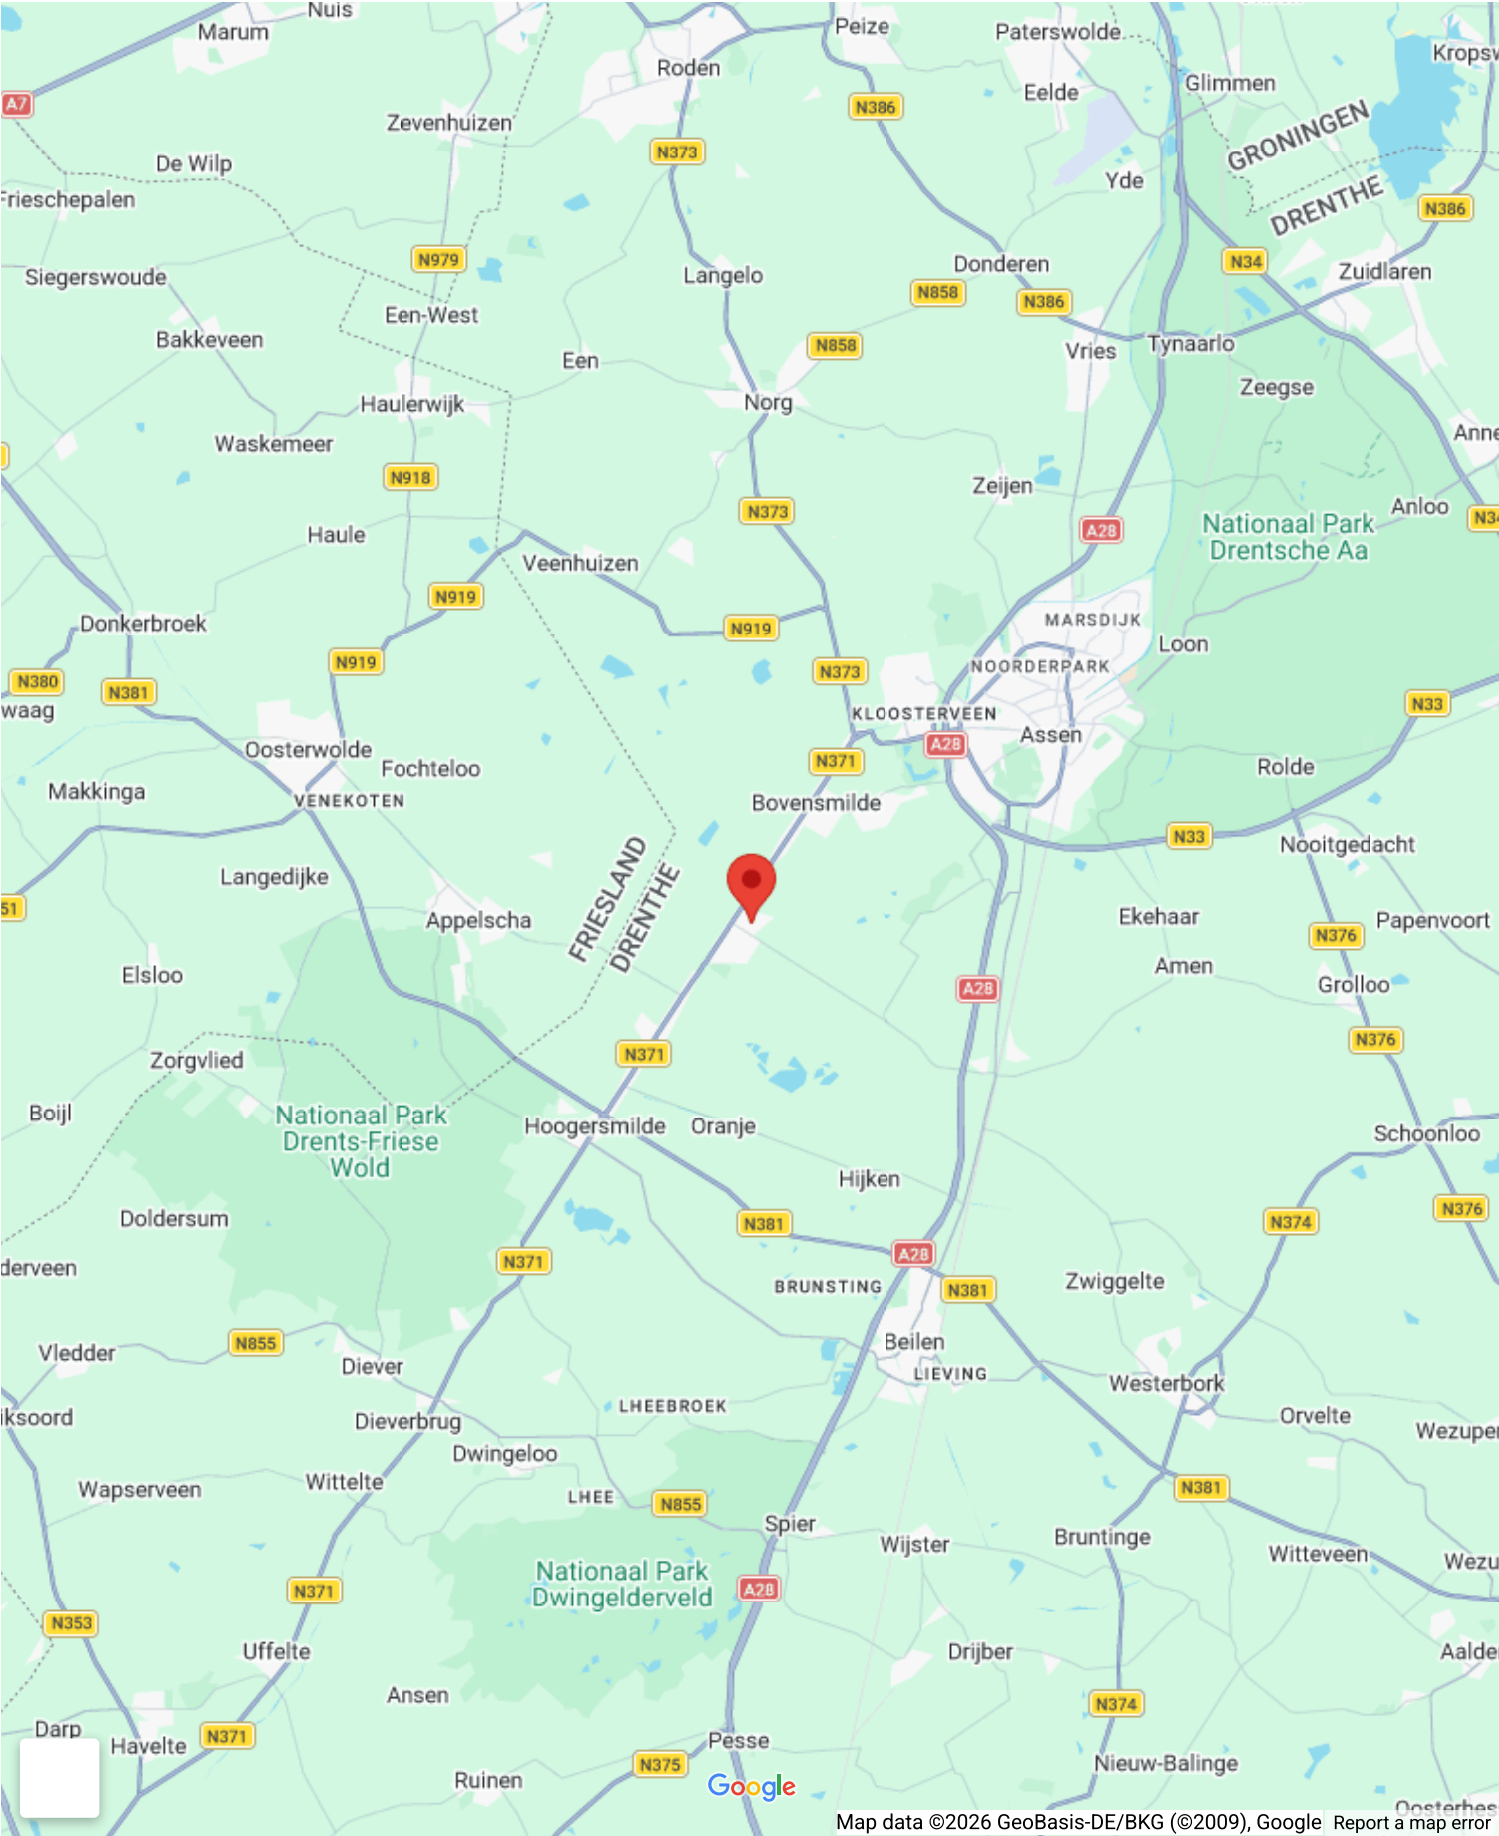 Nuis
Marum
Peize
Paterswolde
Roden
Glimmen
Eelde
A7
N386
Zevenhuizen
GRONINGEN
N373
De Wilp
Yde
DRENTHE
Frieschepalen
N386
N979
Siegerswoude
Langelo
Donderen
N34
Zuidlaren
N858
N386
Een-West
Bakkeveen
N858
Een
Vries
Tynaarlo
Zeegse
Haulerwijk
Norg
Waskemeer
Anne
N918
Zeijen
N373
Anloo
Nationaal Park
Drentsche Aa
N34
A28
Haule
Veenhuizen
N919
Donkerbroek
N919
MARSDIJK
Loon
N919
NOORDERPARK
N380
N381
N373
waag
N33
KLOOSTERVEEN
Oosterwolde
Assen
A28
Fochteloo
N371
Rolde
Makkinga
VENEKOTEN
Bovensmilde
N33
Nooitgedacht
FRIESLAND
DRENTHE
Langedijke
51
Appelscha
Ekehaar
Papenvoort
N376
Elsloo
Amen
Grolloo
A28
N376
N371
Zorgvlied
Boijl
Nationaal Park
Drents-Friese
Wold
Hoogersmilde
Oranje
Schoonloo
Hijken
Doldersum
N381
N374
N376
derveen
N371
A28
BRUNSTING
N381
Zwiggelte
Vledder
N855
Diever
Beilen
LIEVING
Westerbork
iksoord
Dieverbrug
LHEEBROEK
Orvelte
Wezuper
Dwingeloo
Wapserveen
Wittelte
LHEE
N855
N381
Spier
Wijster
Bruntinge
Witteveen
Wezu
Nationaal Park
Dwingelderveld
A28
N371
N353
Uffelte
Drijber
Aalde
Ansen
N374
Darp
Havelte
N371
Pesse
N375
Nieuw-Balinge
Ruinen
Google
Oosterhes
Map data ©2026 GeoBasis-DE/BKG (©2009), Google
Report a map error